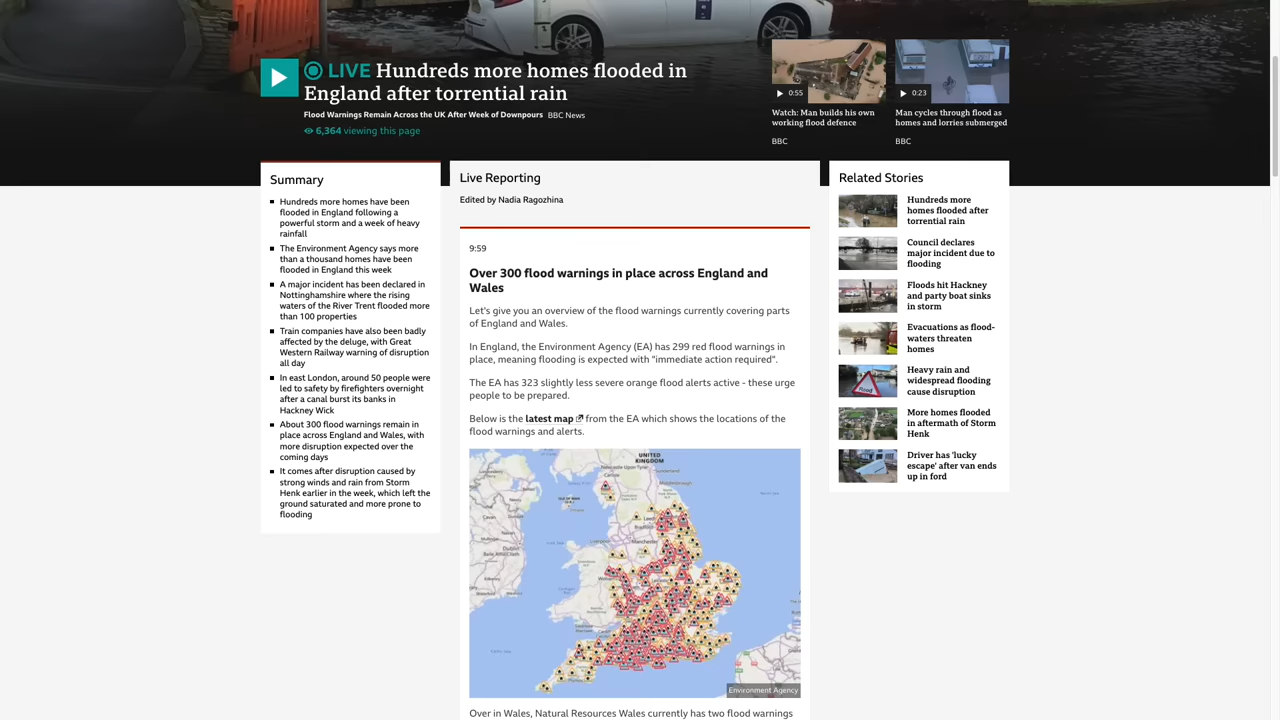 LIVE Hundreds more homes flooded in
England after torrential rain
Flood Warnings Remain Across the UK After Week of Downpours BBC News
6,364 viewing this page
0:55
Watch: Man builds his own
working flood defence
BBC
0:23
Man cycles through flood as
homes and lorries submerged
BBC
Summary
Hundreds more homes have been
flooded in England following a
powerful storm and a week of heavy
rainfall
The Environment Agency says more
than a thousand homes have been
flooded in England this week
A major incident has been declared in
Nottinghamshire where the rising
waters of the River Trent flooded more
than 100 properties
Train companies have also been badly
affected by the deluge, with Great
Western Railway warning of disruption
all day
In east London, around 50 people were
led to safety by firefighters overnight
after a canal burst its banks in
Hackney Wick
About 300 flood warnings remain in
place across England and Wales, with
more disruption expected over the
coming days
It comes after disruption caused by
strong winds and rain from Storm
Henk earlier in the week, which left the
ground saturated and more prone to
flooding
Live Reporting
Edited by Nadia Ragozhina
9:59
Over 300 flood warnings in place across England and
Wales
Let's give you an overview of the flood warnings currently covering parts
of England and Wales.
In England, the Environment Agency (EA) has 299 red flood warnings in
place, meaning flooding is expected with "immediate action required".
The EA has 323 slightly less severe orange flood alerts active - these urge
people to be prepared.
Below is the latest map from the EA which shows the locations of the
flood warnings and alerts.
UNITED
KINGDOM
Environment Agency
Over in Wales, Natural Resources Wales currently has two flood warnings
Related Stories
Hundreds more
homes flooded after
torrential rain
Council declares
major incident due to
flooding
Floods hit Hackney
and party boat sinks
in storm
Evacuations as flood-
waters threaten
homes
Heavy rain and
widespread flooding
cause disruption
More homes flooded
in aftermath of Storm
Henk
Driver has 'lucky
escape' after van ends
up in ford